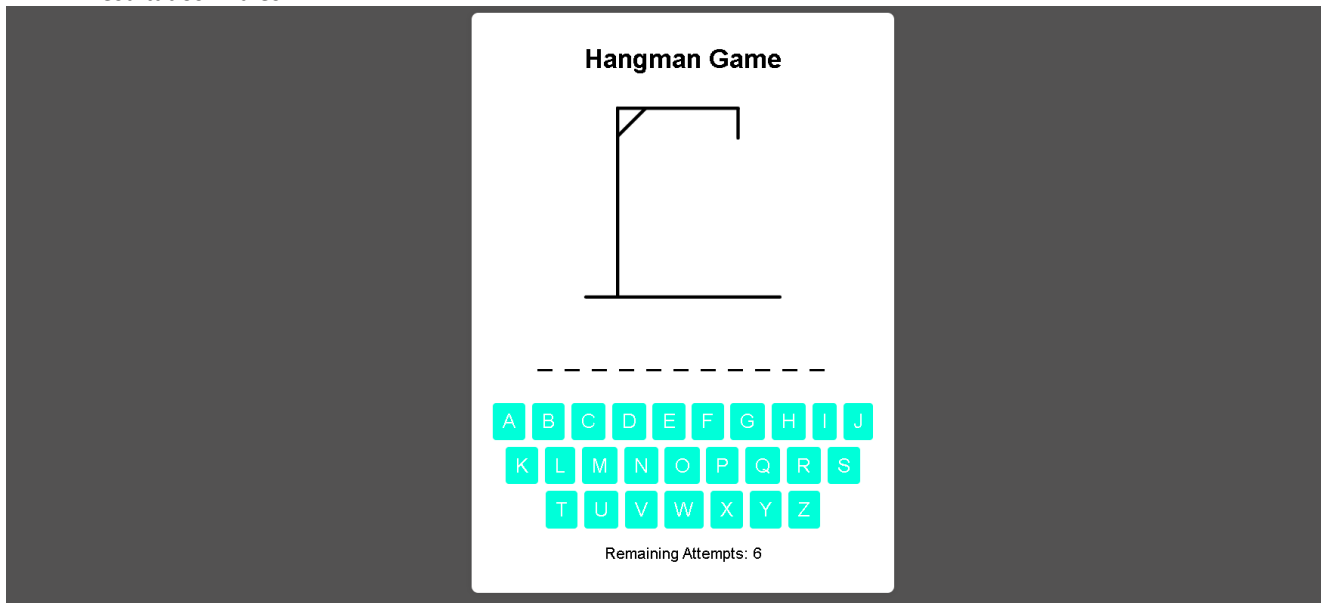 Hangman Game
_ _ _ _ _ _ _ _ _ _ _
A B C D E F G H I J
K L M N O P Q R S
T U V W X Y Z
Remaining Attempts: 6